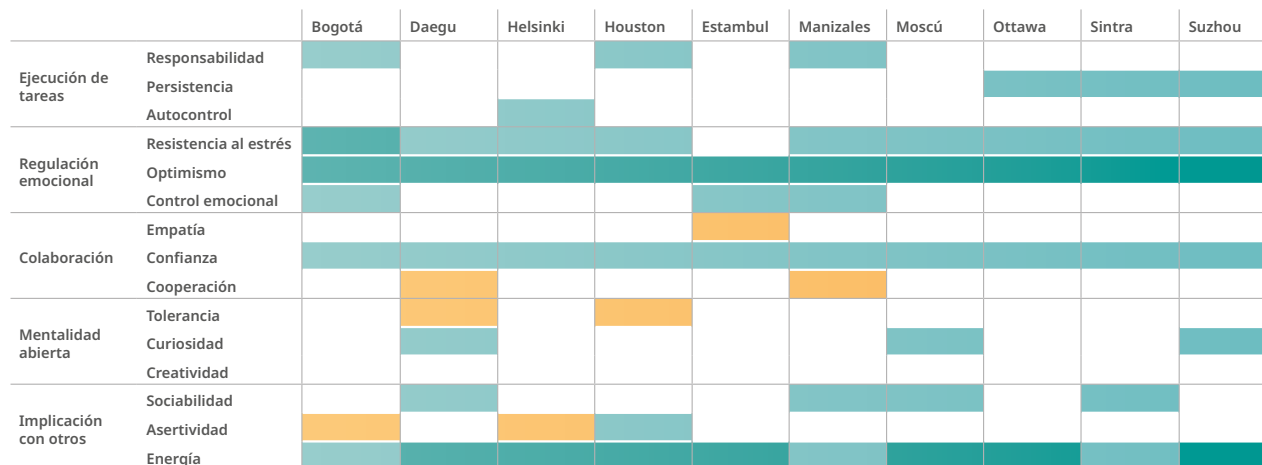 Bogotá Daegu Helsinki Houston Estambul Manizales Moscú Ottawa Sintra Suzhou
Ejecución de
tareas
Responsabilidad
Persistencia
Autocontrol
Regulación
emocional
Resistencia al estrés
Optimismo
Control emocional
Colaboración
Empatía
Confianza
Cooperación
Mentalidad
abierta
Tolerancia
Curiosidad
Creatividad
Implicación
con otros
Sociabilidad
Asertividad
Energía